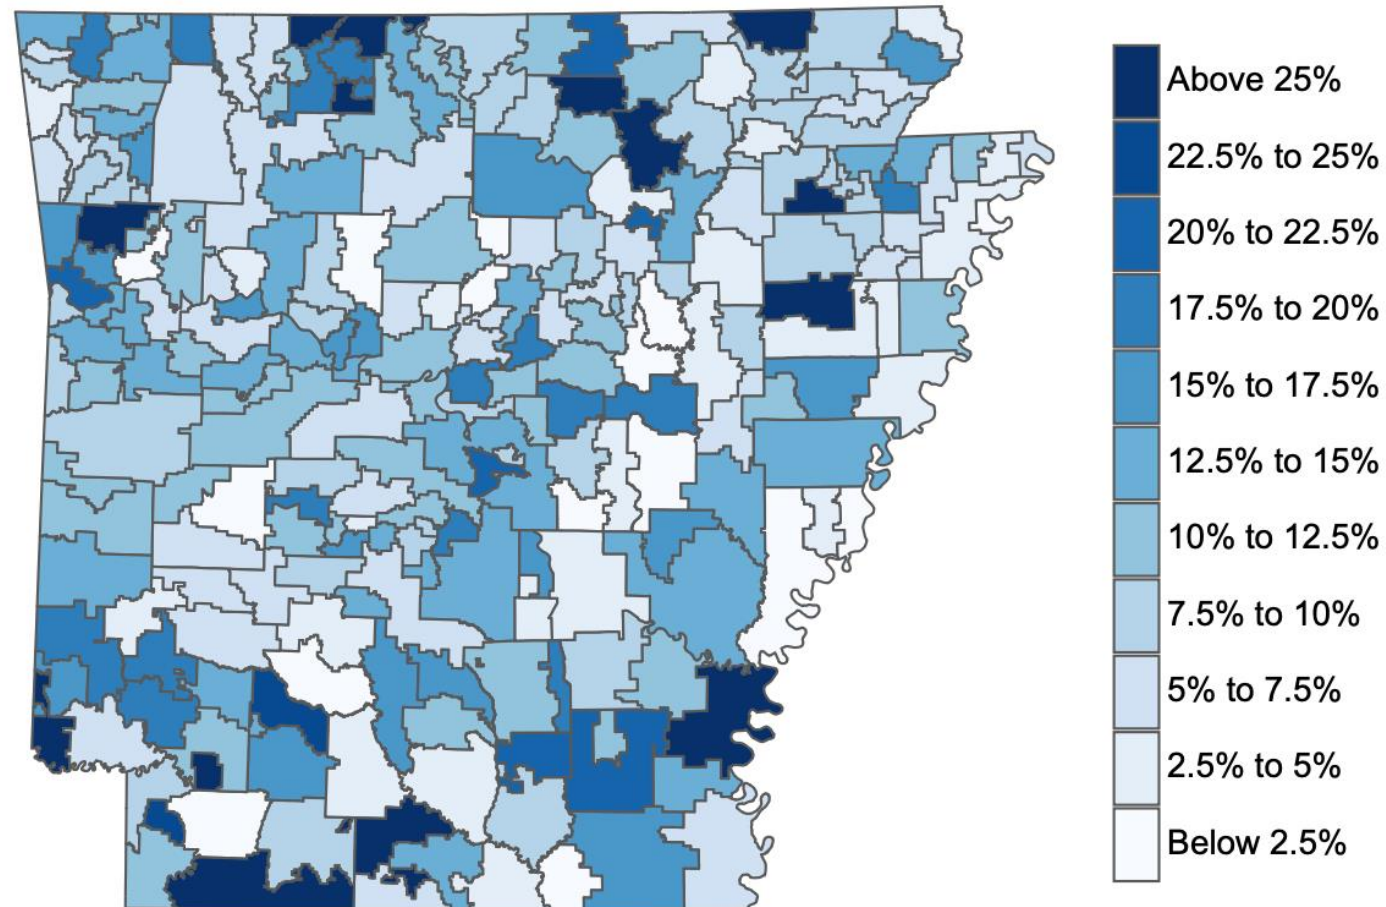 Above 25%
22.5% to 25%
20% to 22.5%
17.5% to 20%
15% to 17.5%
12.5% to 15%
10% to 12.5%
7.5% to 10%
5% to 7.5%
2.5% to 5%
Below 2.5%